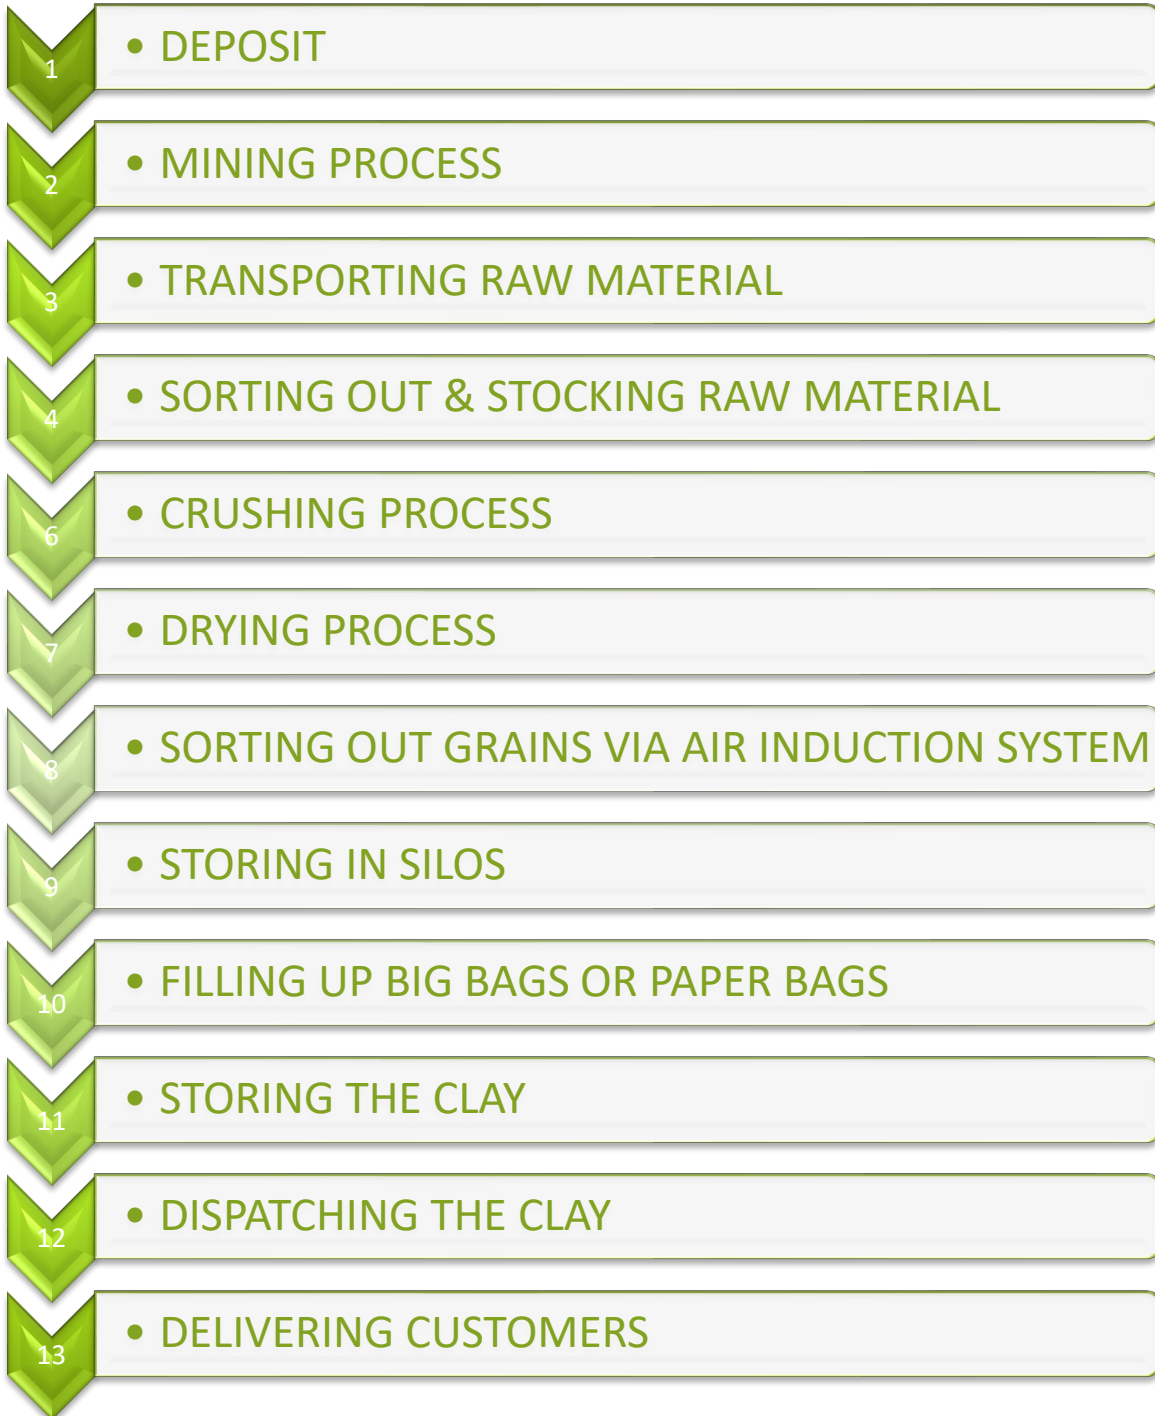 1
• DEPOSIT
2
• MINING PROCESS
3
• TRANSPORTING RAW MATERIAL
4
• SORTING OUT & STOCKING RAW MATERIAL
6
• CRUSHING PROCESS
7
• DRYING PROCESS
8
• SORTING OUT GRAINS VIA AIR INDUCTION SYSTEM
9
• STORING IN SILOS
10
• FILLING UP BIG BAGS OR PAPER BAGS
11
• STORING THE CLAY
12
• DISPATCHING THE CLAY
13
• DELIVERING CUSTOMERS